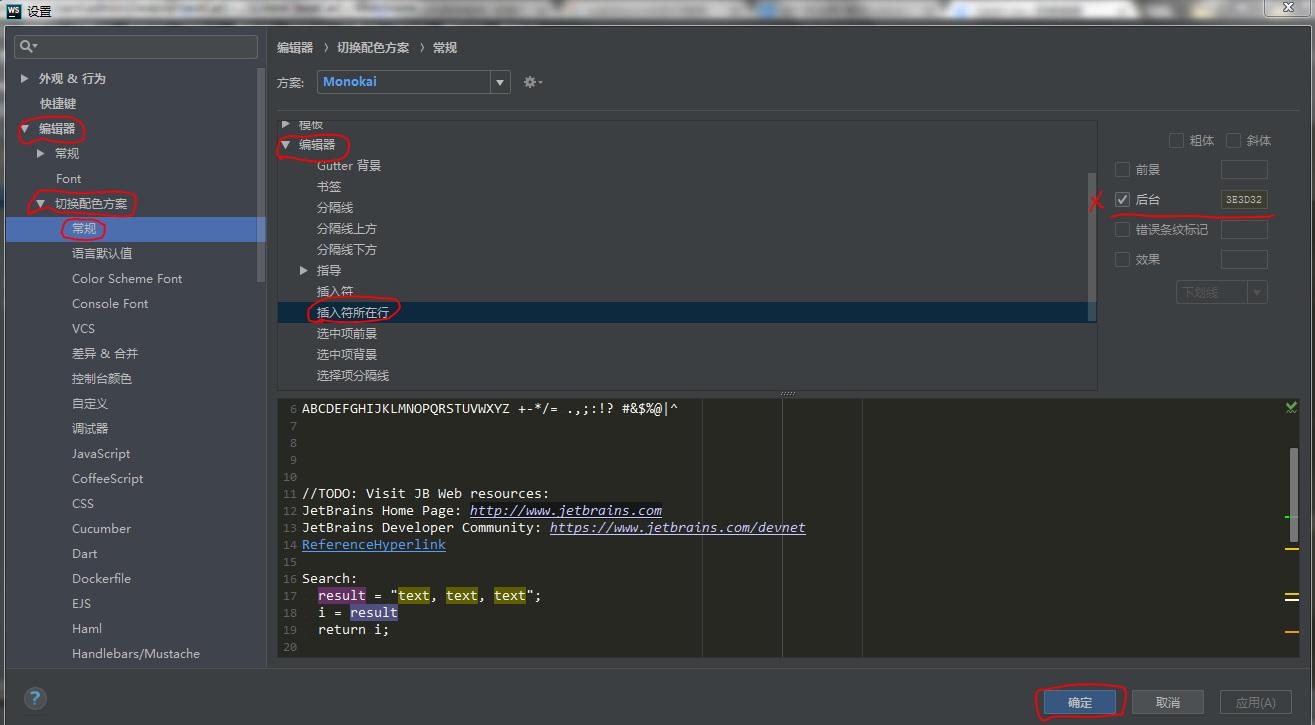 WS 设置
编辑器 › 切换配色方案 › 常规
方案: Monokai
外观 & 行为
快捷键
编辑器
常规
Font
切换配色方案
常规
语言默认值
Color Scheme Font
Console Font
VCS
差异 & 合并
控制台颜色
自定义
调试器
JavaScript
CoffeeScript
CSS
Cucumber
Dart
Dockerfile
EJS
Haml
Handlebars/Mustache
模板
编辑器
Gutter 背景
书签
分隔线
分隔线上方
分隔线下方
指导
插入符
插入符所在行
选中项前景
选中项背景
选择项分隔线
粗体 斜体
前景
后台 3E3D32
错误条纹标记
效果
下划线
6 ABCDEFGHIJKLMNOPQRSTUVWXYZ +-*/= .,;:!? #&$%@|^
7
8
9
10
11 //TODO: Visit JB Web resources:
12 JetBrains Home Page: http://www.jetbrains.com
13 JetBrains Developer Community: https://www.jetbrains.com/devnet
14 ReferenceHyperlink
15
16 Search:
17 result = "text, text, text";
18 i = result
19 return i;
20
?
确定 取消 应用(A)